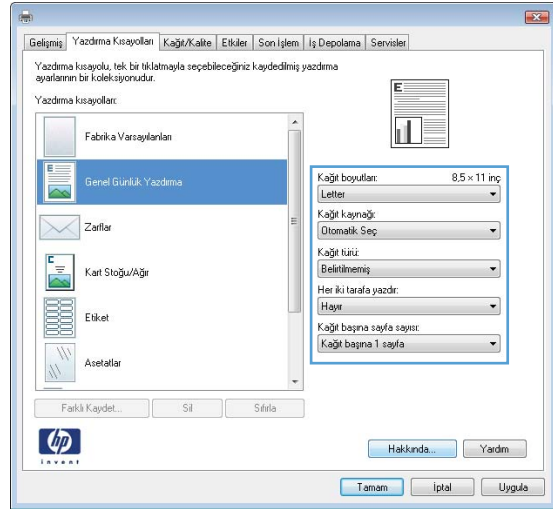 Gelişmiş Yazdırma Kısayolları Kağıt/Kalite Etkiler Son İşlem İş Depolama Servisler
Yazdırma kısayolu, tek bir tıklatmayla seçebileceğiniz kaydedilmiş yazdırma
ayarlarının bir koleksiyonudur.
Yazdırma kısayolları:
Fabrika Varsayılanları
Genel Günlük Yazdırma
Zarflar
Kart Stoğu/Ağır
Etiket
Asetatlar
E
E
C
Kağıt boyutları: 8,5 × 11 inç
Letter
Kağıt kaynağı:
Otomatik Seç
Kağıt türü:
Belirtilmemiş
Her iki tarafa yazdır:
Hayır
Kağıt başına sayfa sayısı:
Kağıt başına 1 sayfa
Farklı Kaydet... Sil Sıfırla
hp
invent
Hakkında... Yardım
Tamam İptal Uygula